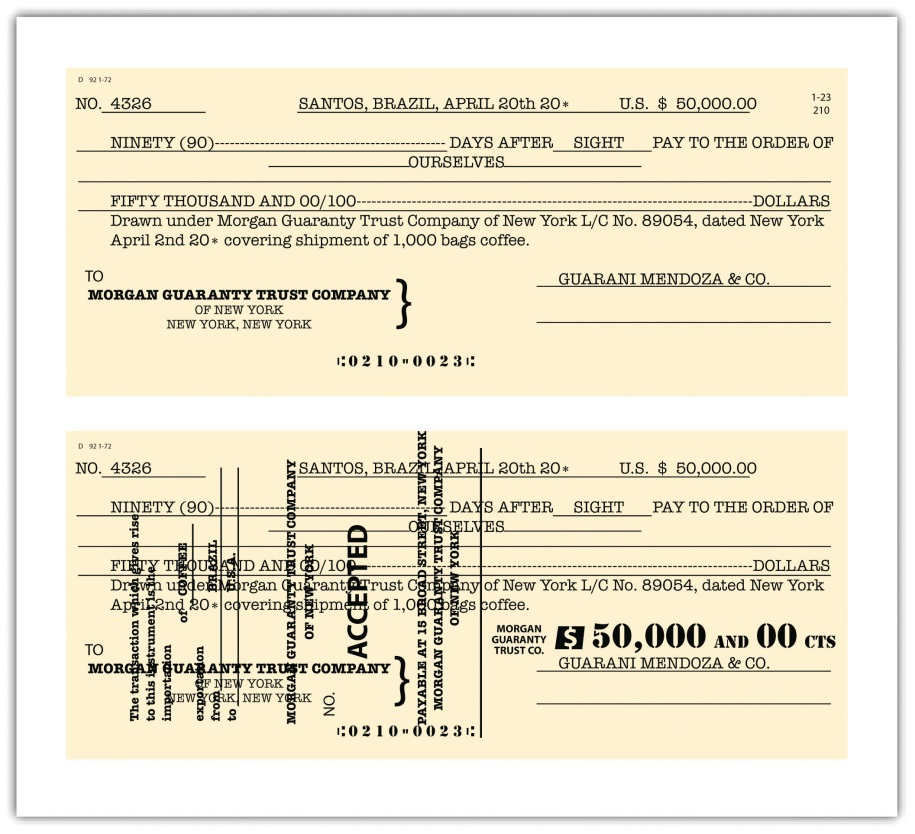 D 92 1-72
NO. 4326 SANTOS, BRAZIL, APRIL 20th 20* U.S. $ 50,000.00 1-23
210
NINETY (90)--------------------------------------------- DAYS AFTER SIGHT PAY TO THE ORDER OF
OURSELVES
FIFTY THOUSAND AND 00/100---------------------------------------------------------------------------DOLLARS
Drawn under Morgan Guaranty Trust Company of New York L/C No. 89054, dated New York
April 2nd 20* covering shipment of 1,000 bags coffee.
TO
MORGAN GUARANTY TRUST COMPANY
OF NEW YORK
NEW YORK, NEW YORK
GUARANI MENDOZA & CO.
⑆0210⑉0023⑆
D 92 1-72
NO. 4326 SANTOS, BRAZIL, APRIL 20th 20* U.S. $ 50,000.00
NINETY (90)--------------------------------------------- DAYS AFTER SIGHT PAY TO THE ORDER OF
OURSELVES
FIFTY THOUSAND AND 00/100---------------------------------------------------------------------------DOLLARS
Drawn under Morgan Guaranty Trust Company of New York L/C No. 89054, dated New York
April 2nd 20* covering shipment of 1,000 bags coffee.
TO
MORGAN GUARANTY TRUST COMPANY
OF NEW YORK
NEW YORK, NEW YORK
The transaction which gives rise
to this instrument is the
importation of COFFEE
exportation
from BRAZIL
to U.S.A.
MORGAN GUARANTY TRUST COMPANY
OF NEW YORK
NO.
ACCEPTED
PAYABLE AT 15 BROAD STREET, NEW YORK
MORGAN GUARANTY TRUST COMPANY
OF NEW YORK
MORGAN
GUARANTY
TRUST CO.
$ 50,000 AND 00 CTS
GUARANI MENDOZA & CO.
⑆0210⑉0023⑆